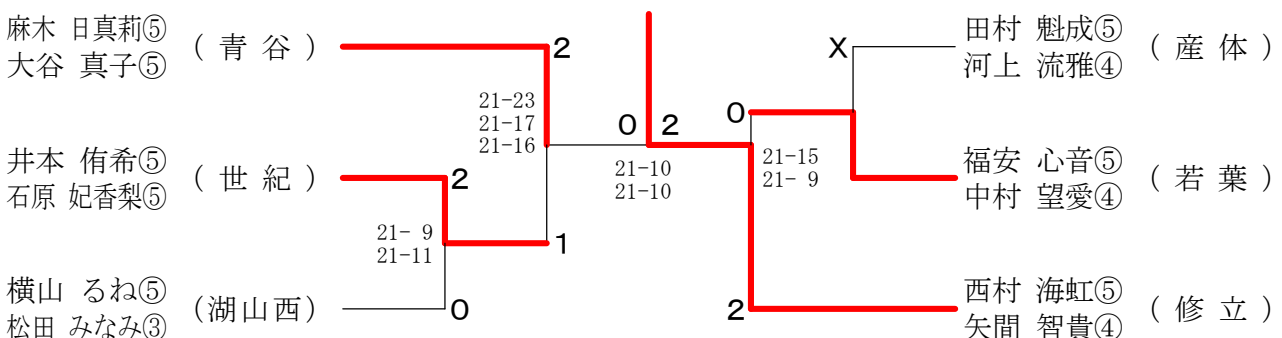 麻木 日真莉⑤
大谷 真子⑤
(青谷)
2
井本 侑希⑤
石原 妃香梨⑤
(世紀)
2
横山 るね⑤
松田 みなみ③
(湖山西)
0
21- 9
21-11
1
21-23
21-17
21-16
0
2
21-10
21-10
田村 魁成⑤
河上 流雅④
(産体)
X
福安 心音⑤
中村 望愛④
(若葉)
0
21-15
21- 9
西村 海虹⑤
矢間 智貴④
(修立)
2